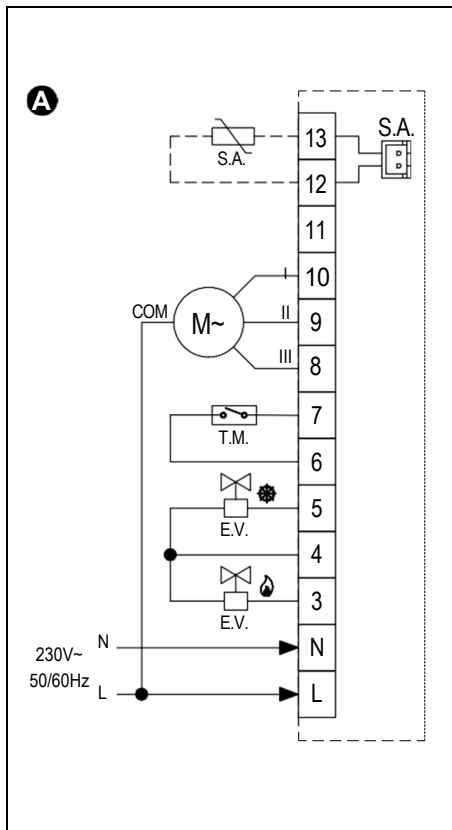 A
S.A.
S.A.
13
12
11
10
9
8
7
6
5
4
3
N
L
I
II
III
COM
M~
T.M.
E.V.
E.V.
N
230V~
50/60Hz
L